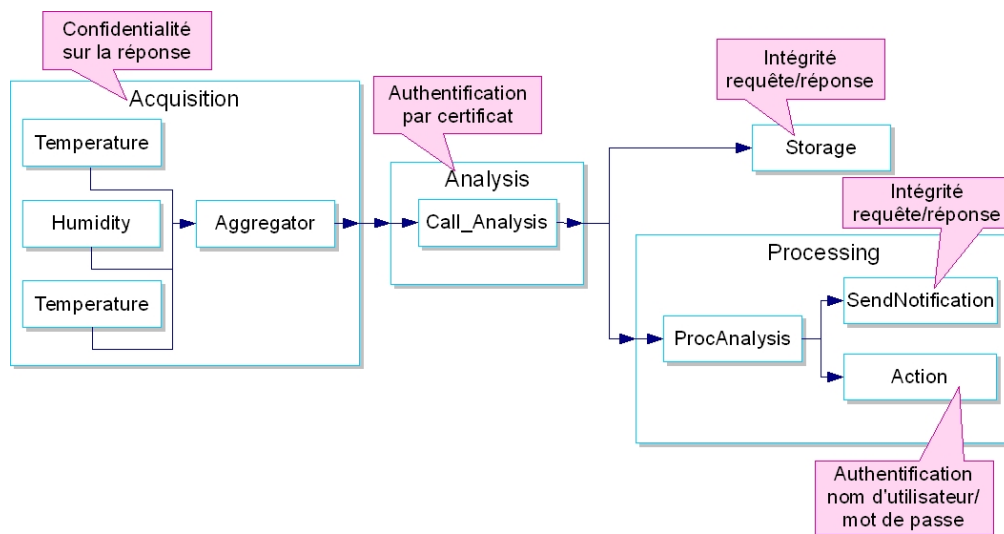 Confidentialité
sur la réponse
Acquisition
Temperature
Humidity
Temperature
Aggregator
Authentification
par certificat
Analysis
Call_Analysis
Intégrité
requête/réponse
Storage
Intégrité
requête/réponse
Processing
ProcAnalysis
SendNotification
Action
Authentification
nom d'utilisateur/
mot de passe